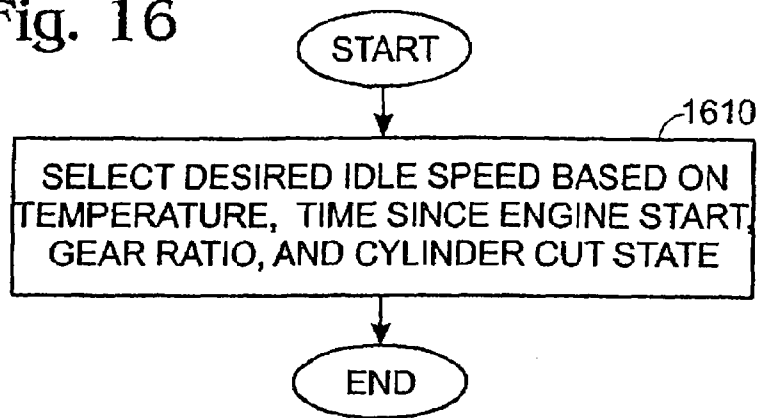 Fig. 16
START
1610
SELECT DESIRED IDLE SPEED BASED ON
TEMPERATURE, TIME SINCE ENGINE START,
GEAR RATIO, AND CYLINDER CUT STATE
END